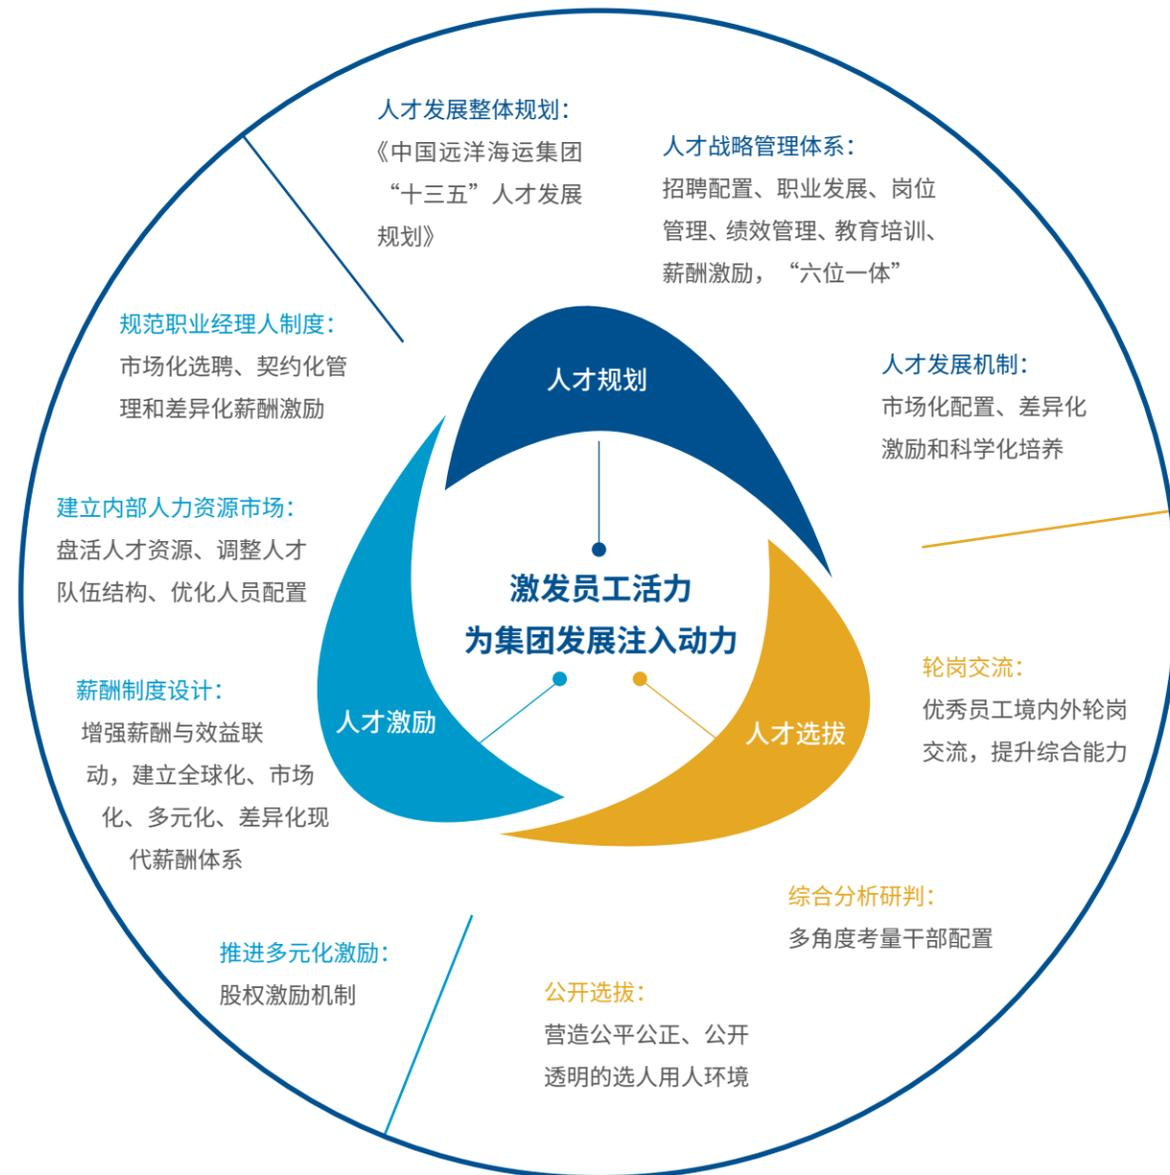 人才发展整体规划：
《中国远洋海运集团
“十三五”人才发展
规划》
人才战略管理体系：
招聘配置、职业发展、岗位
管理、绩效管理、教育培训、
薪酬激励，“六位一体”
人才发展机制：
市场化配置、差异化
激励和科学化培养
规范职业经理人制度：
市场化选聘、契约化管
理和差异化薪酬激励
建立内部人力资源市场：
盘活人才资源、调整人才
队伍结构、优化人员配置
薪酬制度设计：
增强薪酬与效益联
动，建立全球化、市场
化、多元化、差异化现
代薪酬体系
推进多元化激励：
股权激励机制
人才规划
激发员工活力
为集团发展注入动力
人才激励
人才选拔
轮岗交流：
优秀员工境内外轮岗
交流，提升综合能力
综合分析研判：
多角度考量干部配置
公开选拔：
营造公平公正、公开
透明的选人用人环境